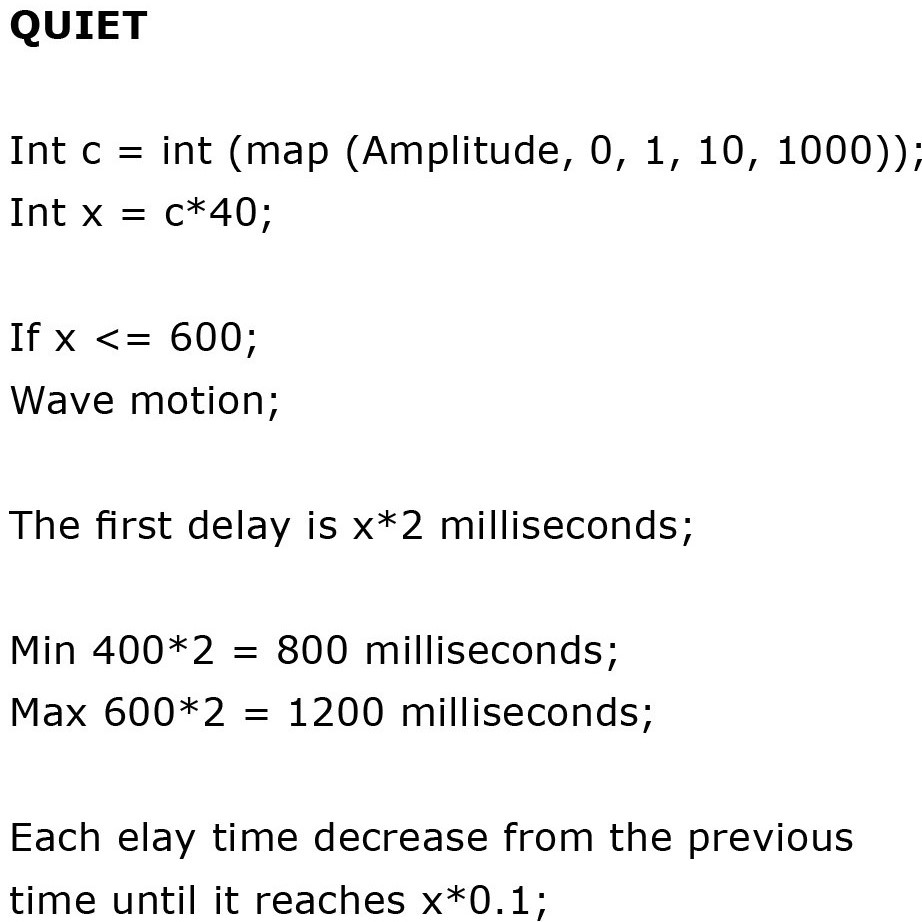 QUIET
Int c = int (map (Amplitude, 0, 1, 10, 1000));
Int x = c*40;
If x <= 600;
Wave motion;
The first delay is x*2 milliseconds;
Min 400*2 = 800 milliseconds;
Max 600*2 = 1200 milliseconds;
Each elay time decrease from the previous
time until it reaches x*0.1;